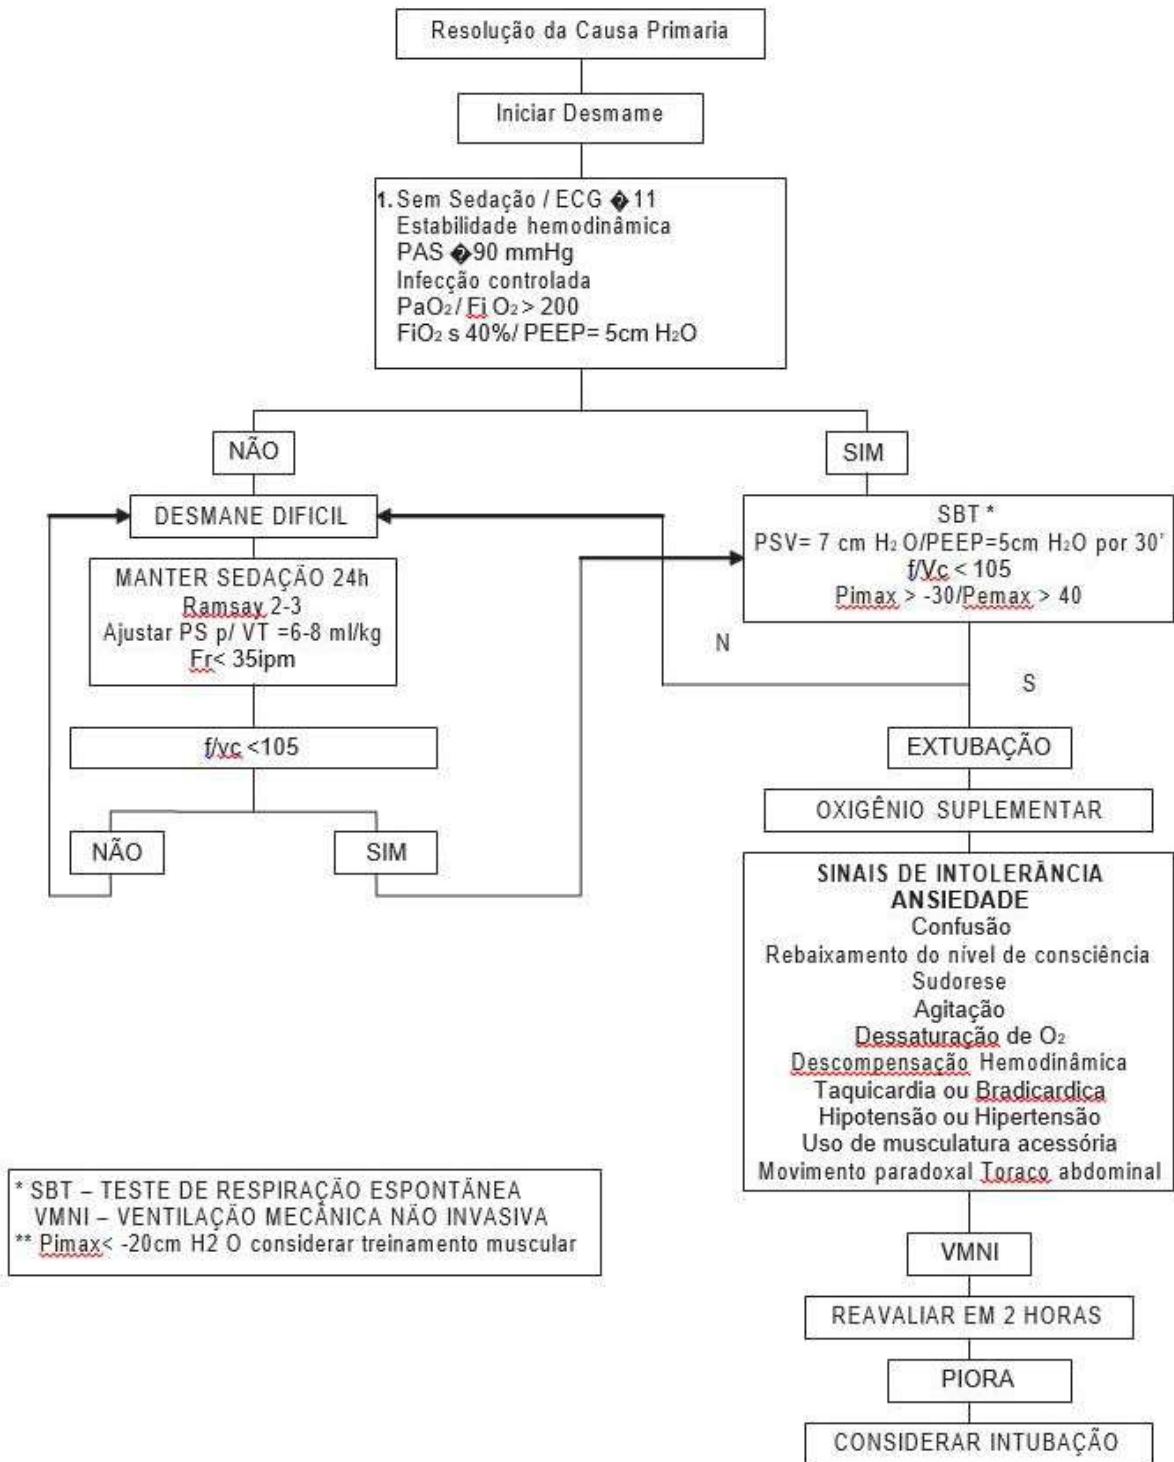 Resolução da Causa Primaria
Iniciar Desmame
1. Sem Sedação / ECG �11
Estabilidade hemodinâmica
PAS �90 mmHg
Infecção controlada
PaO₂/ Fi O₂ > 200
FiO₂ s 40%/ PEEP= 5cm H₂O
NÃO
SIM
DESMANE DIFICIL
SBT *
PSV= 7 cm H₂ O/PEEP=5cm H₂O por 30'
f/Vc < 105
Pimax > -30/Pemax > 40
MANTER SEDAÇÃO 24h
Ramsay 2-3
Ajustar PS p/ VT =6-8 ml/kg
Fr< 35ipm
N
S
f/vc <105
EXTUBAÇÃO
OXIGÊNIO SUPLEMENTAR
NÃO
SIM
SINAIS DE INTOLERÂNCIA
ANSIEDADE
Confusão
Rebaixamento do nível de consciência
Sudorese
Agitação
Dessaturação de O₂
Descompensação Hemodinâmica
Taquicardia ou Bradicardica
Hipotensão ou Hipertensão
Uso de musculatura acessória
Movimento paradoxal Toraco abdominal
* SBT – TESTE DE RESPIRAÇÃO ESPONTÂNEA
VMNI – VENTILAÇÃO MECÂNICA NÃO INVASIVA
** Pimax< -20cm H2 O considerar treinamento muscular
VMNI
REAVALIAR EM 2 HORAS
PIORA
CONSIDERAR INTUBAÇÃO